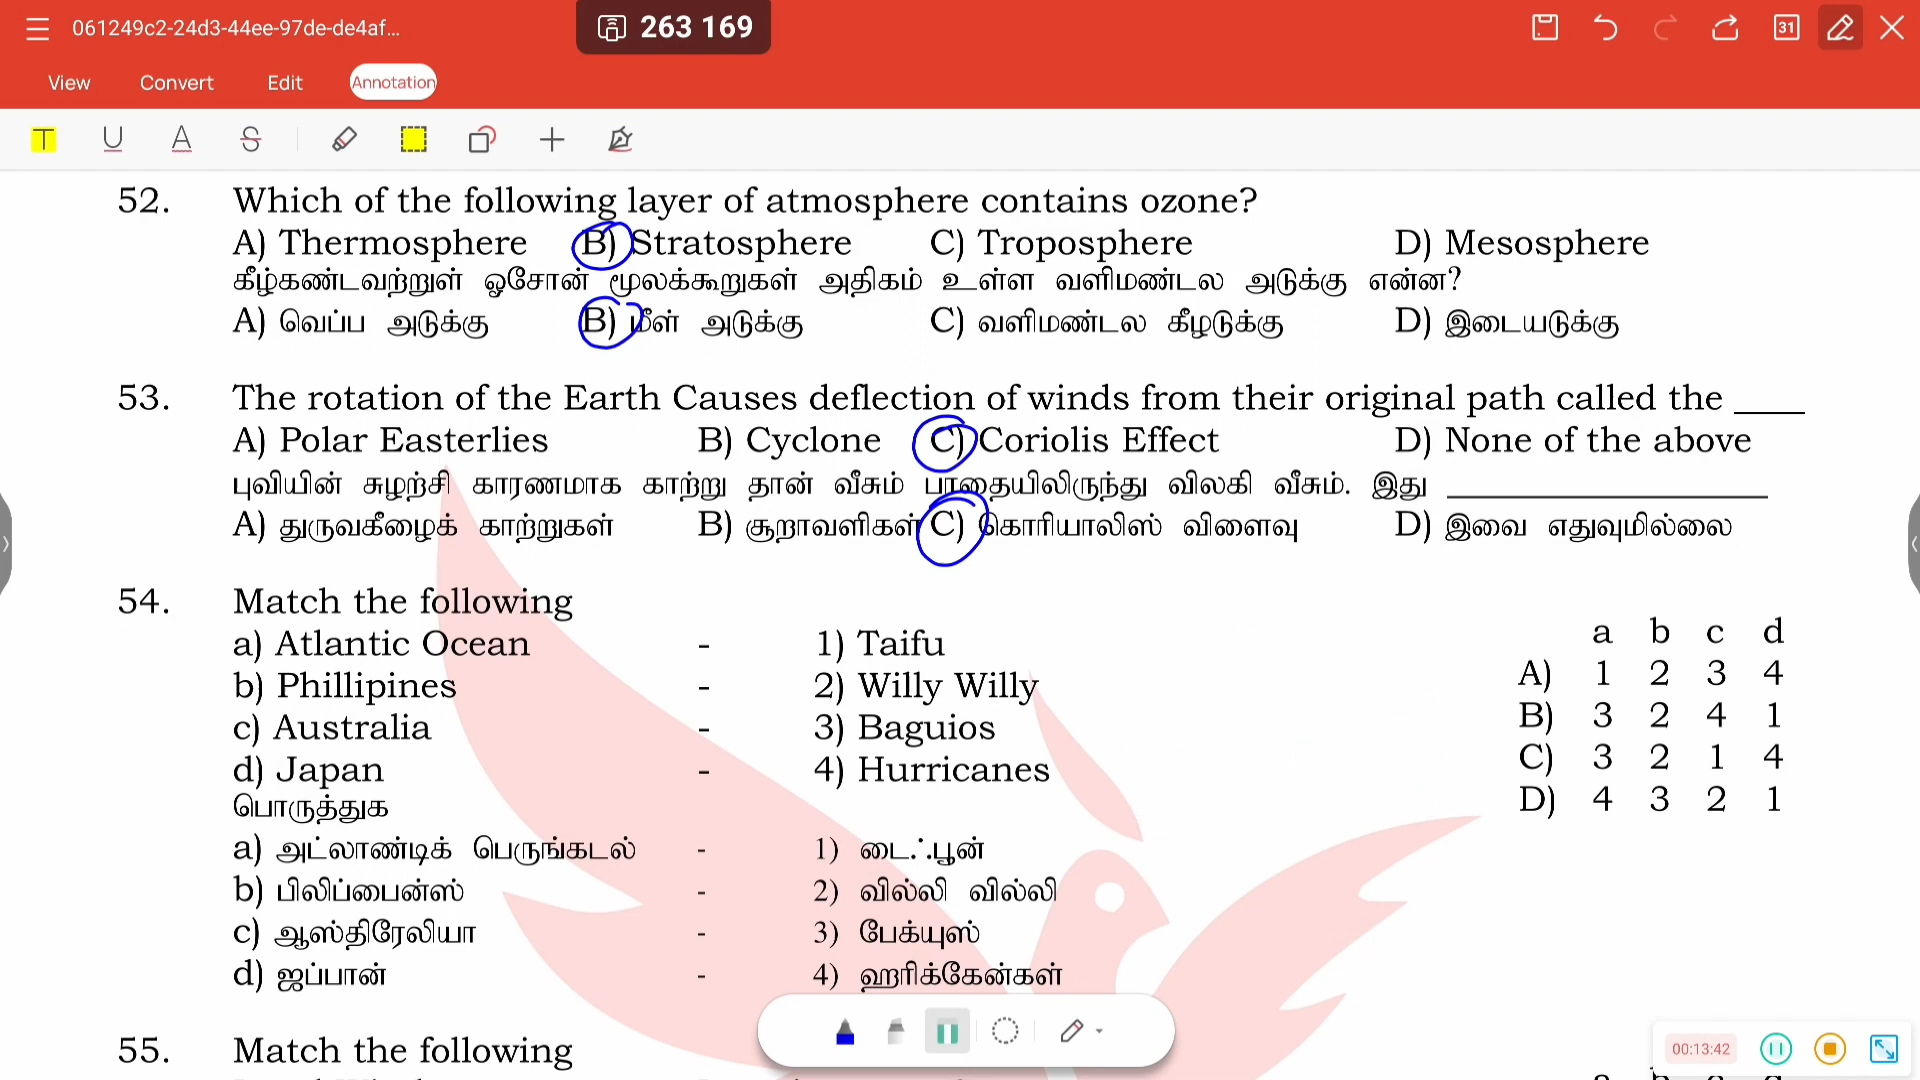 061249c2-24d3-44ee-97de-de4af...
263 169
31
View Convert Edit Annotation
T U A S
52. Which of the following layer of atmosphere contains ozone?
A) Thermosphere B) Stratosphere C) Troposphere D) Mesosphere
கீழ்கண்டவற்றுள் ஓசோன் மூலக்கூறுகள் அதிகம் உள்ள வளிமண்டல அடுக்கு என்ன?
A) வெப்ப அடுக்கு B) மீள் அடுக்கு C) வளிமண்டல கீழடுக்கு D) இடையடுக்கு
53. The rotation of the Earth Causes deflection of winds from their original path called the ____
A) Polar Easterlies B) Cyclone C) Coriolis Effect D) None of the above
புவியின் சுழற்சி காரணமாக காற்று தான் வீசும் பாதையிலிருந்து விலகி வீசும். இது ____
A) துருவகீழைக் காற்றுகள் B) சூறாவளிகள் C) கொரியாலிஸ் விளைவு D) இவை எதுவுமில்லை
54. Match the following
a b c d
a) Atlantic Ocean - 1) Taifu
A) 1 2 3 4
b) Phillipines - 2) Willy Willy
B) 3 2 4 1
c) Australia - 3) Baguios
C) 3 2 1 4
d) Japan - 4) Hurricanes
D) 4 3 2 1
பொருத்துக
a) அட்லாண்டிக் பெருங்கடல் - 1) டைஃபூன்
b) பிலிப்பைன்ஸ் - 2) வில்லி வில்லி
c) ஆஸ்திரேலியா - 3) பேக்யுஸ்
d) ஜப்பான் - 4) ஹரிக்கேன்கள்
55. Match the following
00:13:42